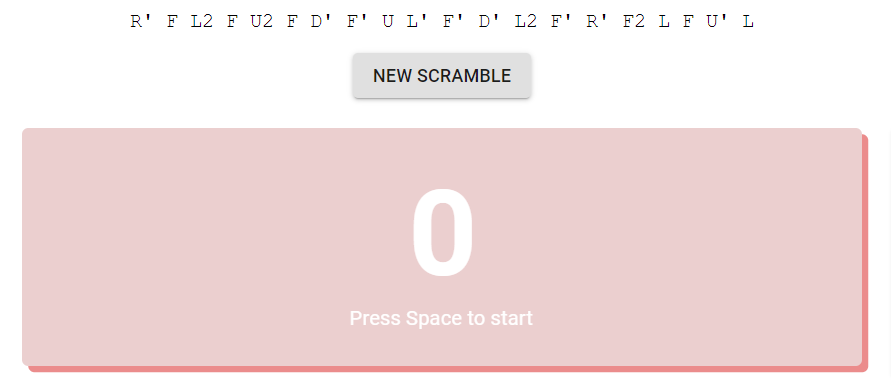 R' F L2 F U2 F D' F' U L' F' D' L2 F' R' F2 L F U' L
NEW SCRAMBLE
0
Press Space to start